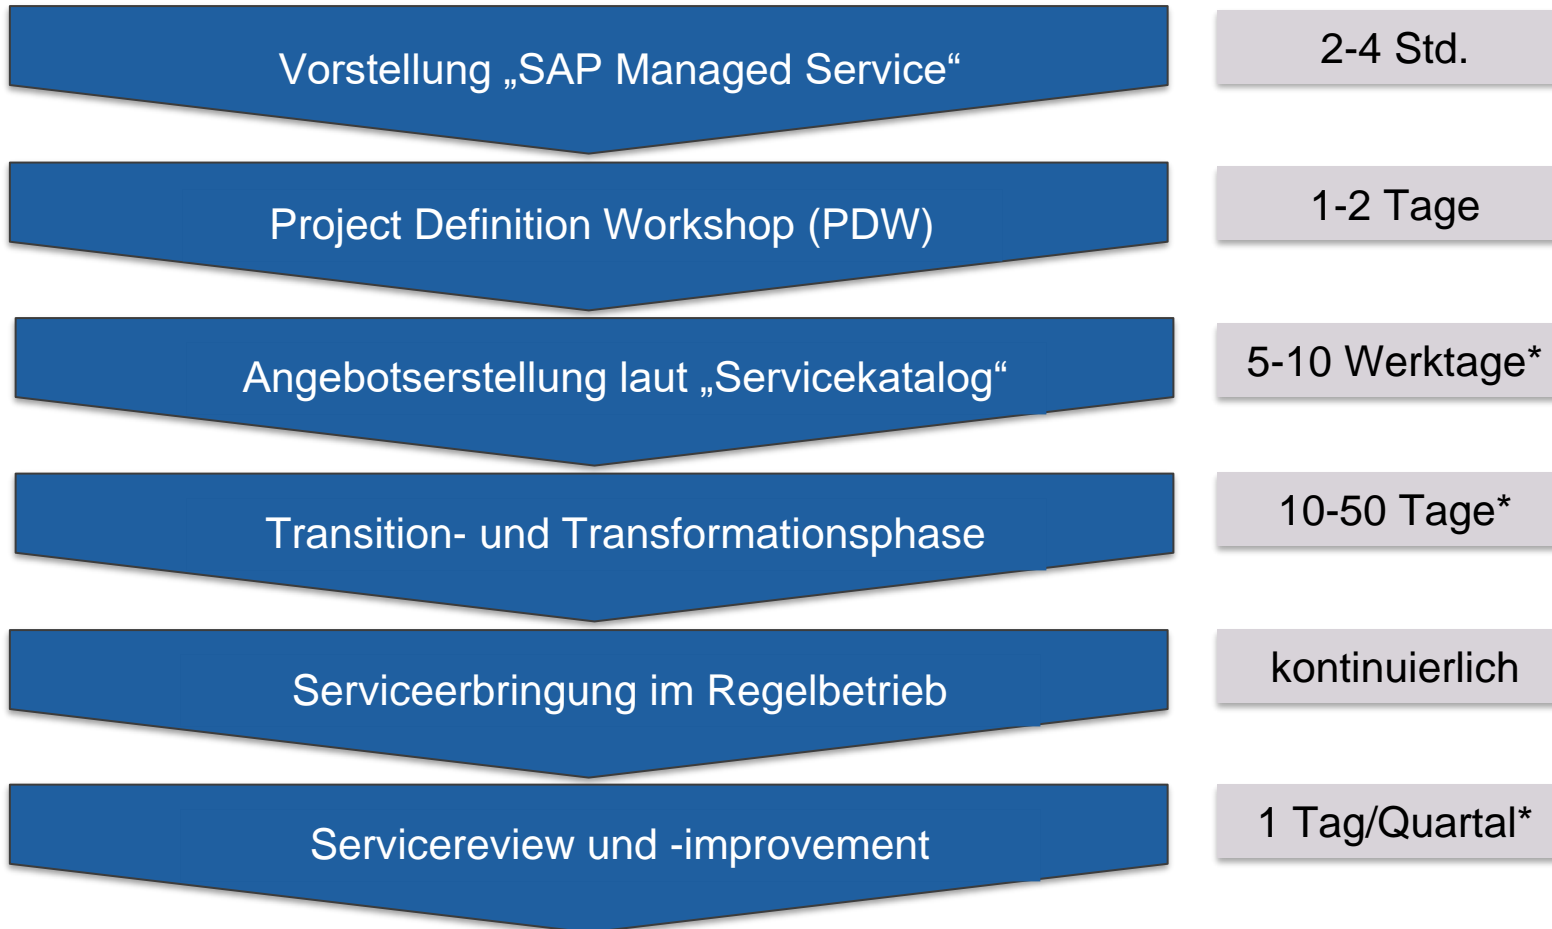 Vorstellung „SAP Managed Service“
2-4 Std.
Project Definition Workshop (PDW)
1-2 Tage
Angebotserstellung laut „Servicekatalog“
5-10 Werktage*
Transition- und Transformationsphase
10-50 Tage*
Serviceerbringung im Regelbetrieb
kontinuierlich
Servicereview und -improvement
1 Tag/Quartal*